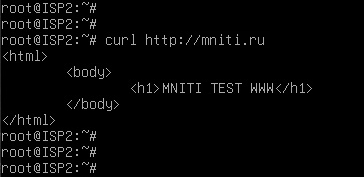 root@ISP2:~#
root@ISP2:~#
root@ISP2:~# curl http://mniti.ru
<html>
        <body>
                <h1>MNITI TEST WWW</h1>
        </body>
</html>
root@ISP2:~#
root@ISP2:~#
root@ISP2:~#